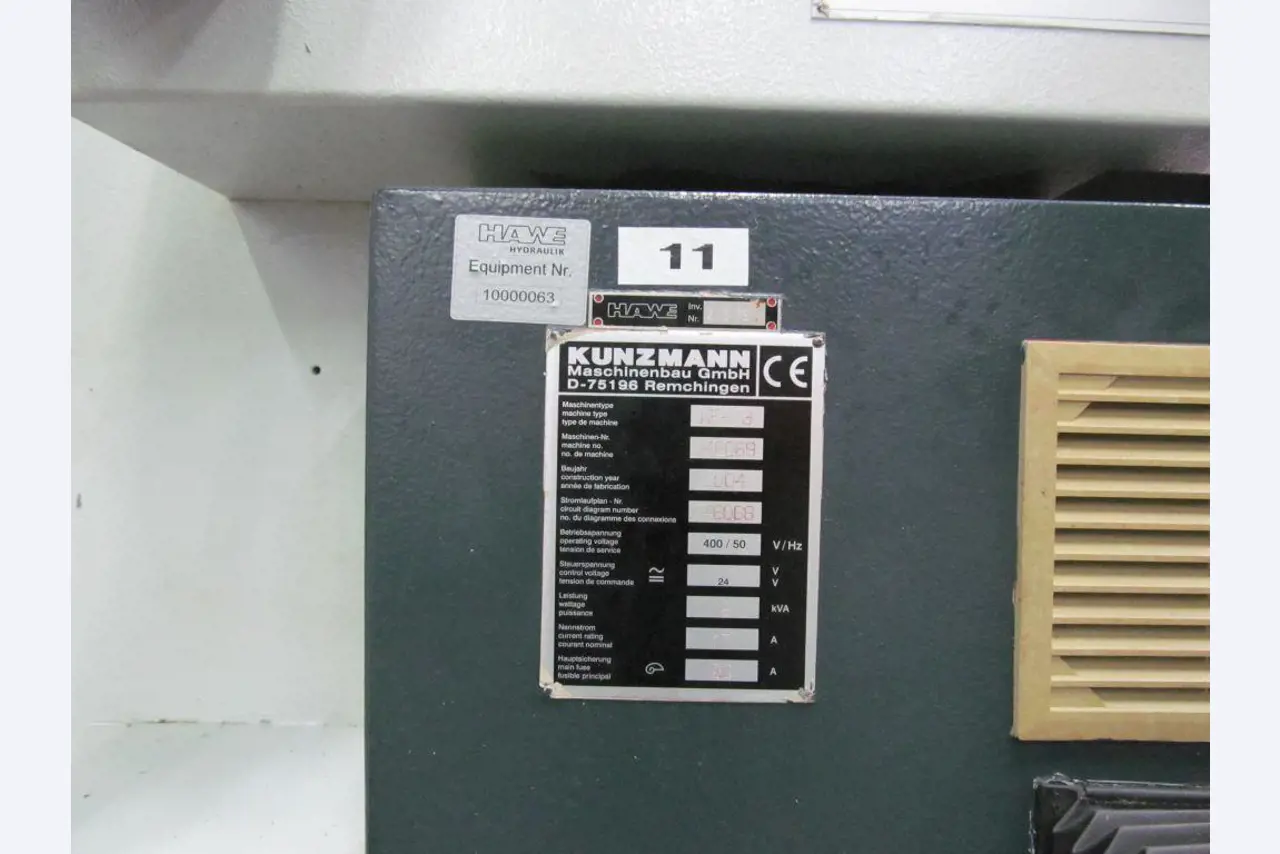 HAWE
HYDRAULIK
Equipment Nr.
10000063
11
HAWE Inv.
Nr.
KUNZMANN
Maschinenbau GmbH
D-75196 Remchingen
CE
Maschinentype
machine type
type de machine
Maschinen-Nr.
machine no.
no. de machine
Baujahr
construction year
année de fabrication
Stromlaufplan - Nr.
circuit diagram number
no. du diagramme des connexions
Betriebsspannung
operating voltage
tension de service
400 / 50 V/Hz
Steuerspannung
control voltage
tension de commande
24
V
V
Leistung
wattage
puissance
kVA
Nennstrom
current rating
courant nominal
A
Hauptsicherung
main fuse
fusible principal
A